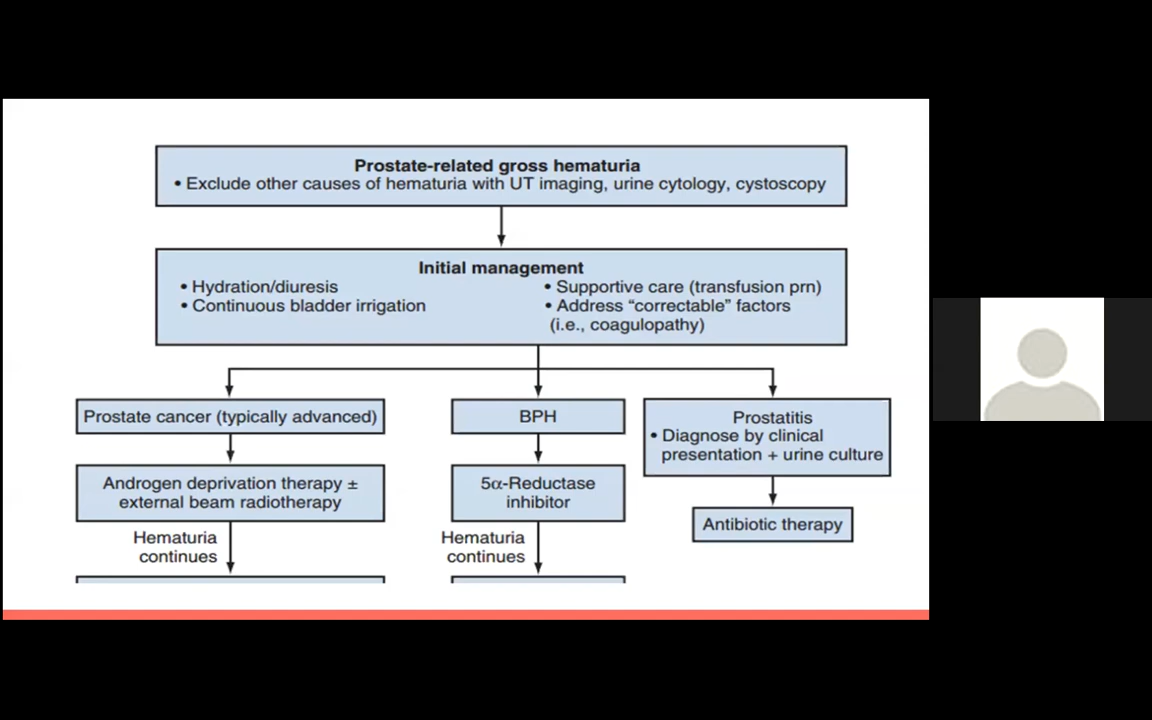 Prostate-related gross hematuria
• Exclude other causes of hematuria with UT imaging, urine cytology, cystoscopy
Initial management
• Hydration/diuresis
• Continuous bladder irrigation
• Supportive care (transfusion prn)
• Address “correctable” factors
(i.e., coagulopathy)
Prostate cancer (typically advanced)
Androgen deprivation therapy ±
external beam radiotherapy
Hematuria
continues
BPH
5α-Reductase
inhibitor
Hematuria
continues
Prostatitis
• Diagnose by clinical
presentation + urine culture
Antibiotic therapy